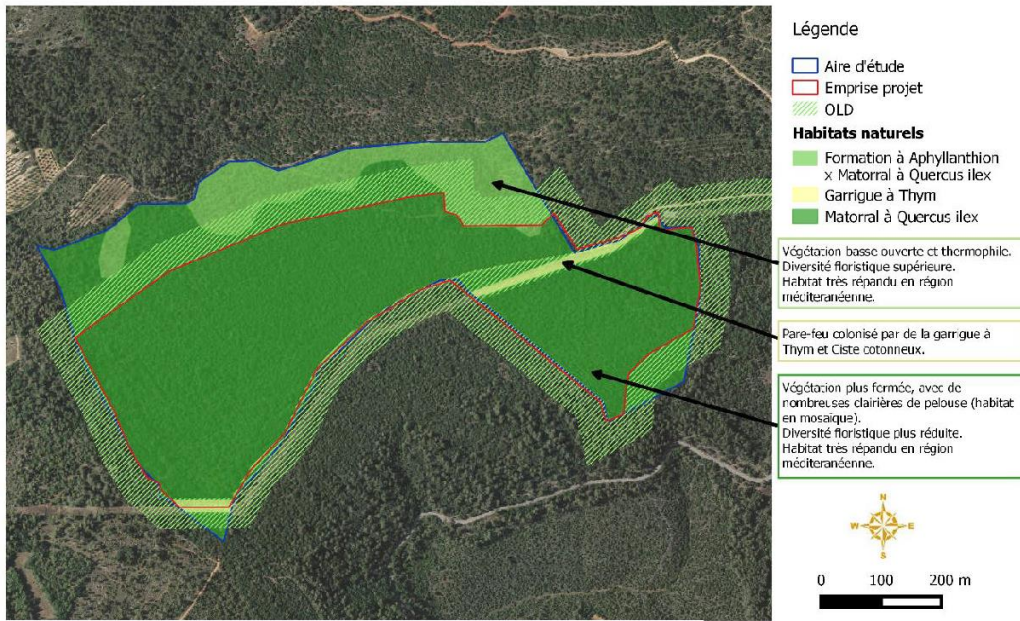 Légende
Aire d'étude
Emprise projet
OLD
Habitats naturels
Formation à Aphyllanthion
x Matorral à Quercus ilex
Garrigue à Thym
Matorral à Quercus ilex
Végétation basse ouverte et thermophile.
Diversité floristique supérieure.
Habitat très répandu en région
méditeranéenne.
Pare-feu colonisé par de la garrigue à
Thym et Ciste cotonneux.
Végétation plus fermée, avec de
nombreuses clairières de pelouse (habitat
en mosaïque).
Diversité floristique plus réduite.
Habitat très répandu en région
méditeranéenne.
N
W E
S
0 100 200 m